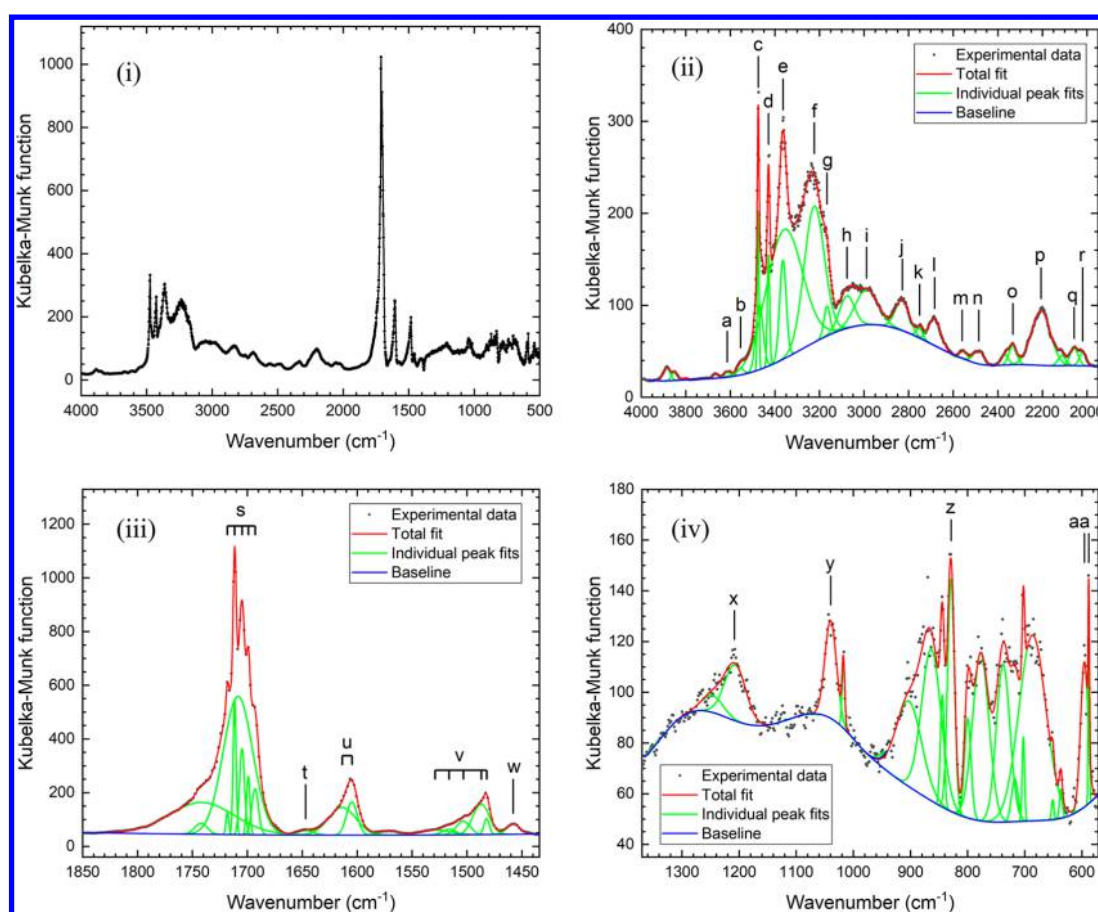 (i)
1000
800
600
400
200
0
Kubelka-Munk function
4000 3500 3000 2500 2000 1500 1000 500
Wavenumber (cm-1)
(ii)
400
300
200
100
0
Kubelka-Munk function
a b c d e f g h i j k l m n o p q r
Experimental data
Total fit
Individual peak fits
Baseline
4000 3800 3600 3400 3200 3000 2800 2600 2400 2200 2000
Wavenumber (cm-1)
(iii)
1200
1000
800
600
400
200
0
Kubelka-Munk function
s t u v w
Experimental data
Total fit
Individual peak fits
Baseline
1850 1800 1750 1700 1650 1600 1550 1500 1450
Wavenumber (cm-1)
(iv)
180
160
140
120
100
80
60
40
Kubelka-Munk function
x y z aa
Experimental data
Total fit
Individual peak fits
Baseline
1300 1200 1100 1000 900 800 700 600
Wavenumber (cm-1)